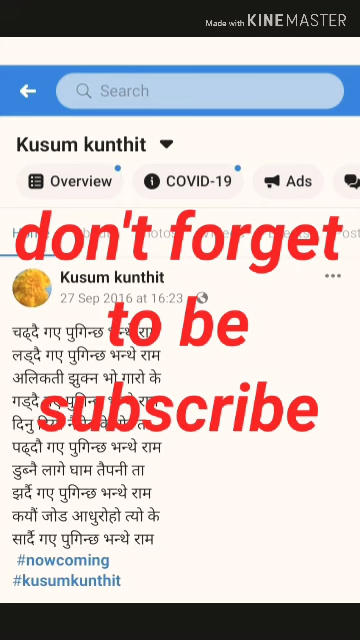 Made with KINEMASTER
Search
Kusum kunthit
Overview COVID-19 Ads
don't forget
Kusum kunthit
27 Sep 2016 at 16:23
to be
चढ्दै गए पुगिन्छ भन्थे राम
लड्दै गए पुगिन्छ भन्थे राम
अलिकती झुक्न भो गारो के
subscribe
गड्दै गए पुगिन्छ भन्थे राम
दिनु
पढ्दौ गए पुगिन्छ भन्थे राम
डुब्नै लागे घाम तैपनी ता
झर्दै गए पुगिन्छ भन्थे राम
कयौं जोड आधुरोहो त्यो के
सार्दै गए पुगिन्छ भन्थे राम
#nowcoming
#kusumkunthit